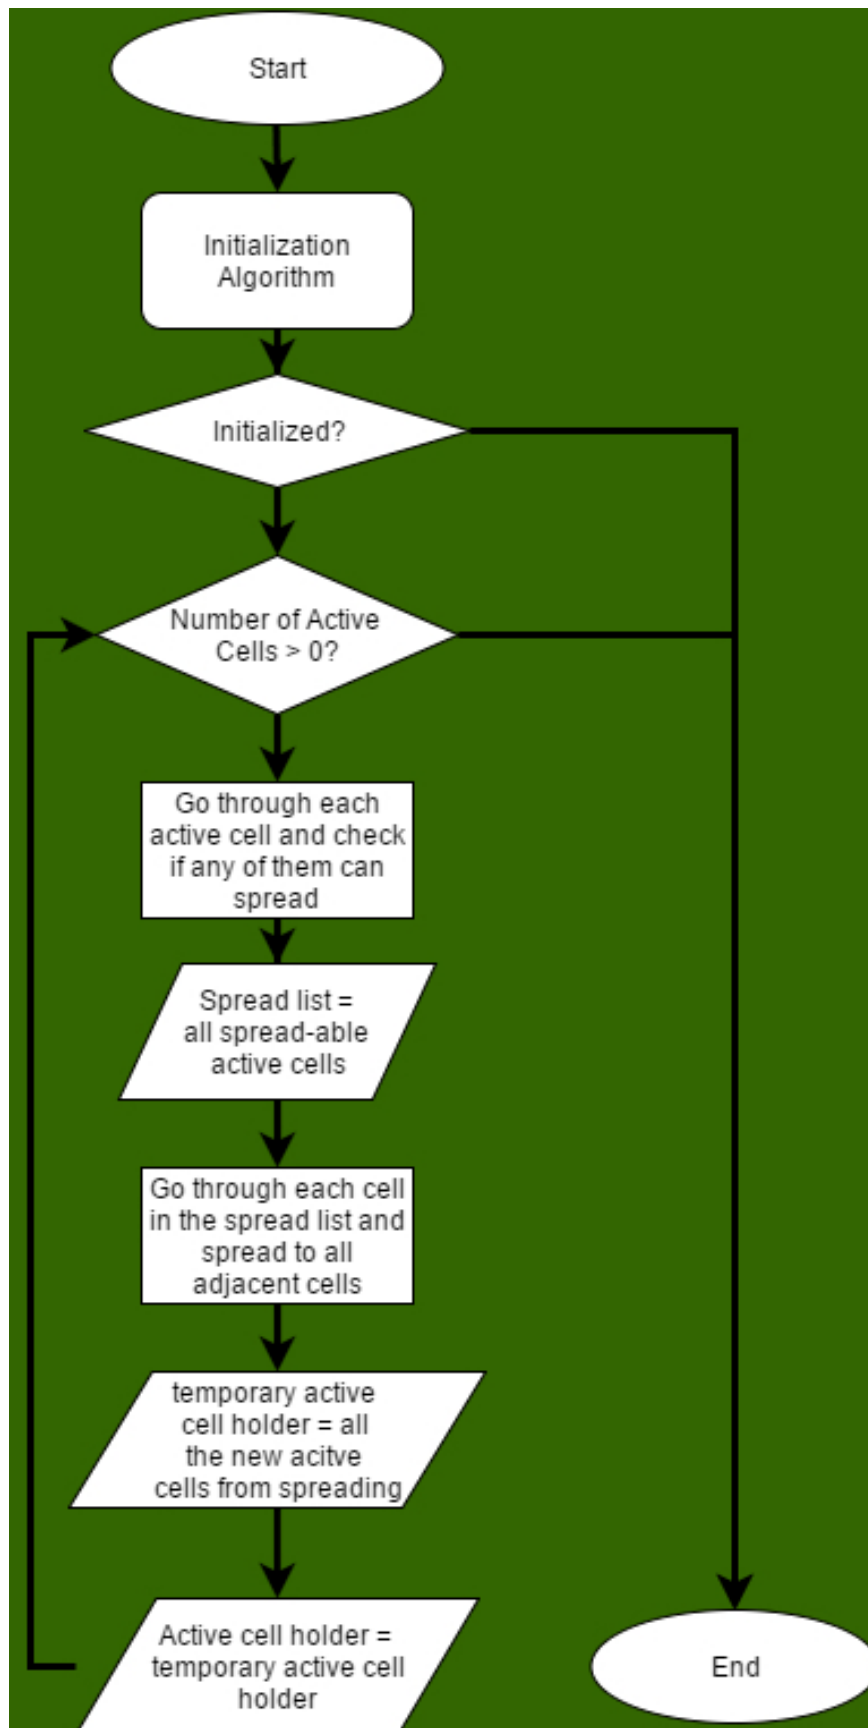 Start
Initialization
Algorithm
Initialized?
Number of Active
Cells > 0?
Go through each
active cell and check
if any of them can
spread
Spread list =
all spread-able
active cells
Go through each cell
in the spread list and
spread to all
adjacent cells
temporary active
cell holder = all
the new acitve
cells from spreading
Active cell holder =
temporary active cell
holder
End